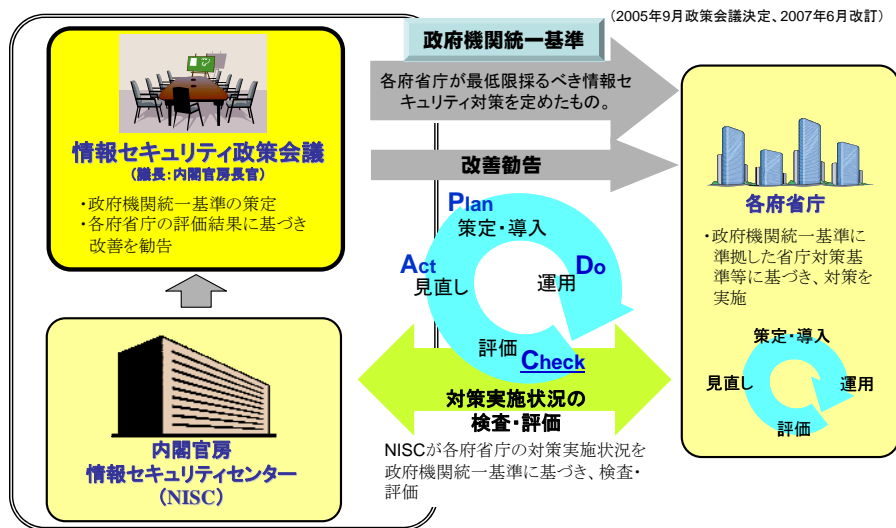 (2005年9月政策会議決定、2007年6月改訂)
政府機関統一基準
各府省庁が最低限採るべき情報セ
キュリティ対策を定めたもの。
情報セキュリティ政策会議
(議長:内閣官房長官)
・政府機関統一基準の策定
・各府省庁の評価結果に基づき
改善を勧告
改善勧告
Plan
策定・導入
Act
見直し
Do
運用
評価
Check
対策実施状況の
検査・評価
NISCが各府省庁の対策実施状況を
政府機関統一基準に基づき、検査・
評価
内閣官房
情報セキュリティセンター
(NISC)
各府省庁
・政府機関統一基準に
準拠した省庁対策基
準等に基づき、対策を
実施
策定・導入
見直し
運用
評価